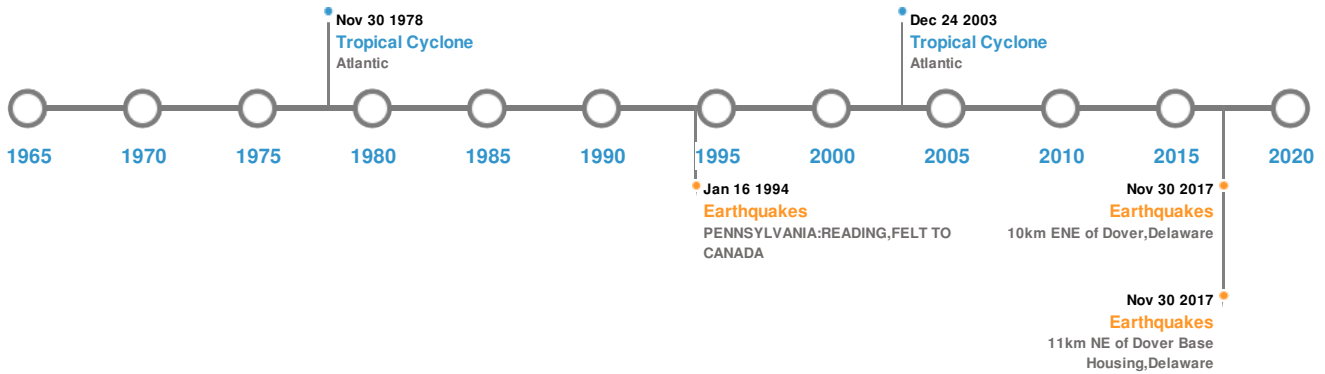 Nov 30 1978
Tropical Cyclone
Atlantic
Dec 24 2003
Tropical Cyclone
Atlantic
1965 1970 1975 1980 1985 1990 1995 2000 2005 2010 2015 2020
Jan 16 1994
Earthquakes
PENNSYLVANIA:READING,FELT TO
CANADA
Nov 30 2017
Earthquakes
10km ENE of Dover,Delaware
Nov 30 2017
Earthquakes
11km NE of Dover Base
Housing,Delaware